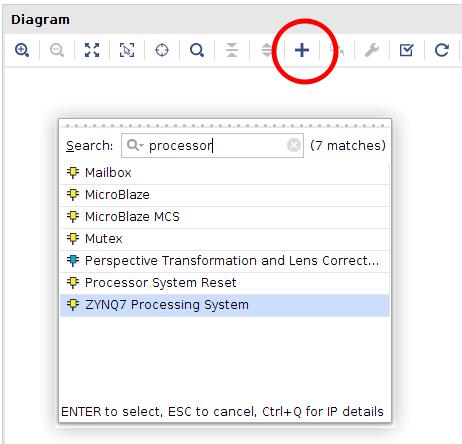 Diagram
Search: processor (7 matches)
Mailbox
MicroBlaze
MicroBlaze MCS
Mutex
Perspective Transformation and Lens Correct...
Processor System Reset
ZYNQ7 Processing System
ENTER to select, ESC to cancel, Ctrl+Q for IP details